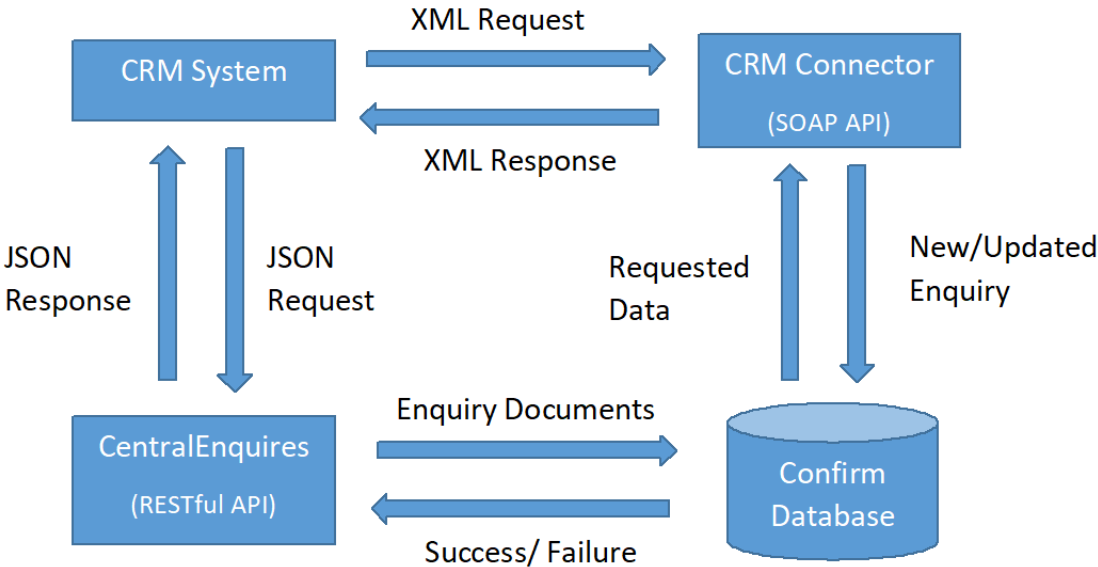 XML Request
CRM System
CRM Connector
(SOAP API)
XML Response
JSON
Response
JSON
Request
Requested
Data
New/Updated
Enquiry
Enquiry Documents
CentralEnquires
(RESTful API)
Confirm
Database
Success/ Failure